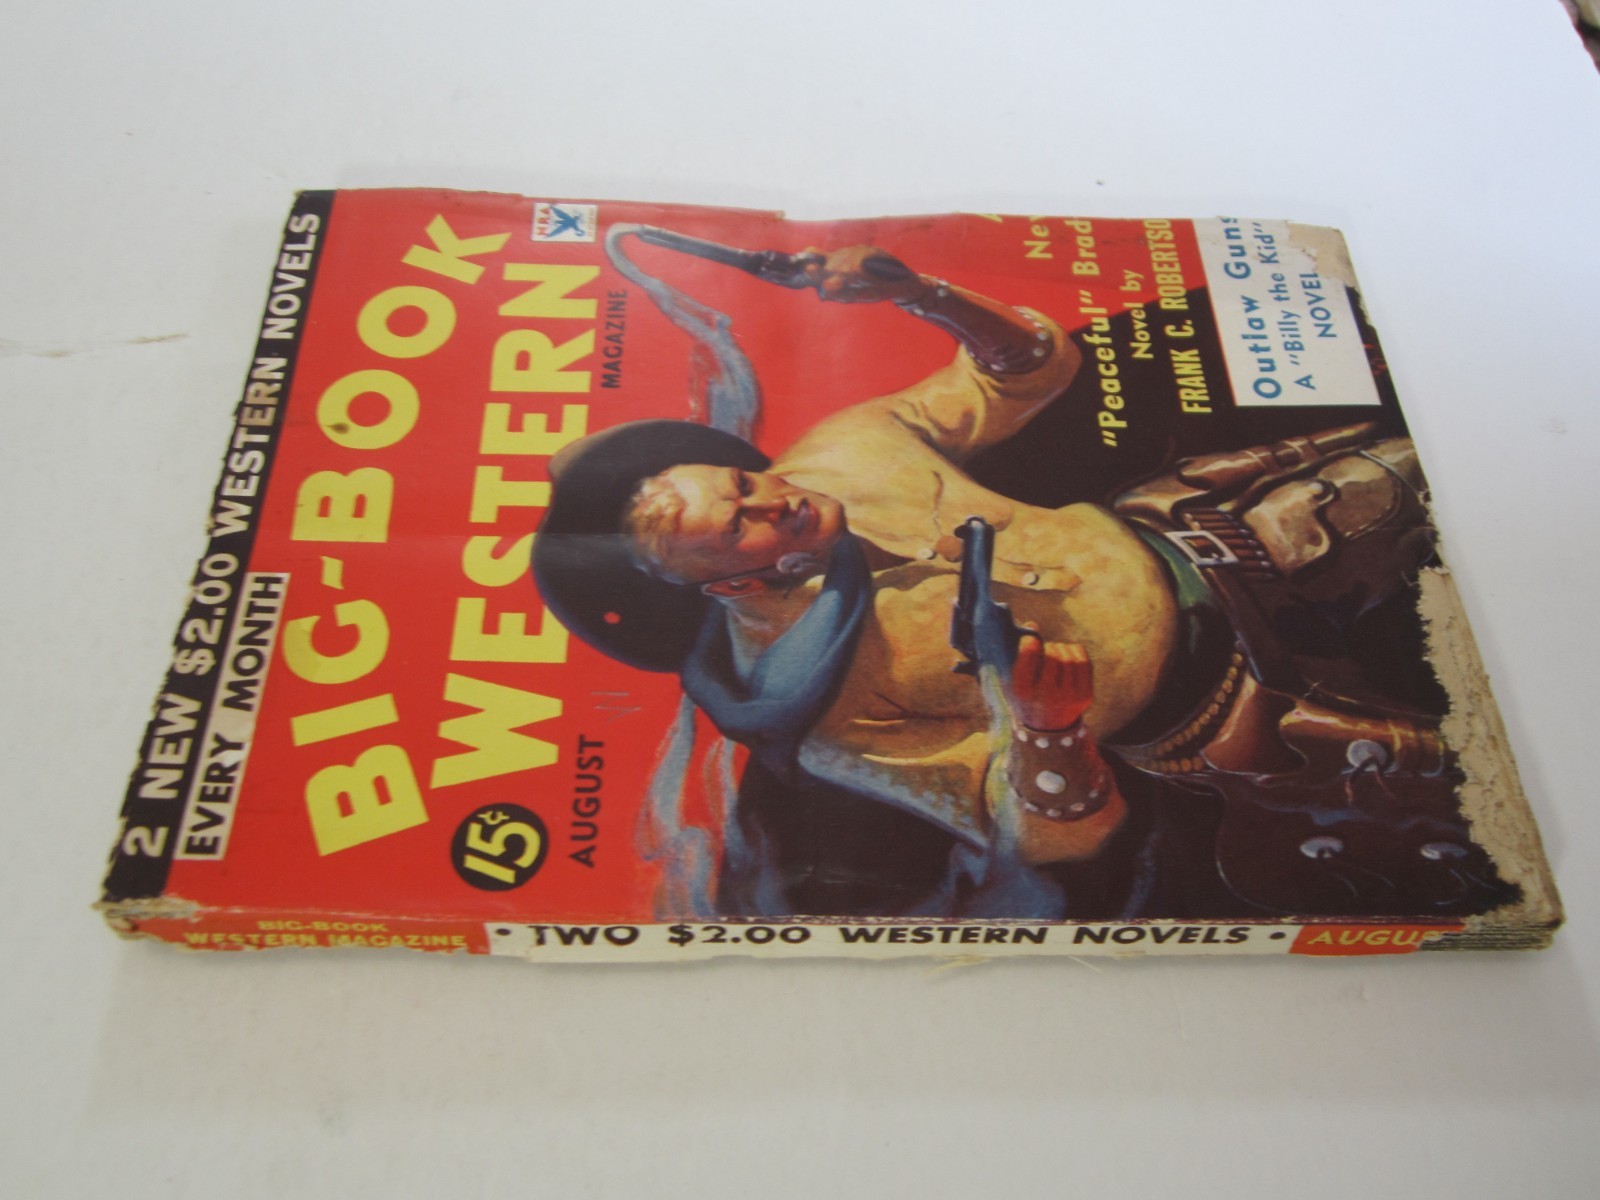 2 NEW $2.00 WESTERN NOVELS
EVERY MONTH
BIG-BOOK
WESTERN
MAGAZINE
15¢
AUGUST
NRA
"Peaceful" Brad
Novel by
FRANK C. ROBERTSO
Outlaw Guns
A "Billy the Kid"
NOVEL
BIG-BOOK
WESTERN MAGAZINE
• TWO $2.00 WESTERN NOVELS •
AUGUS